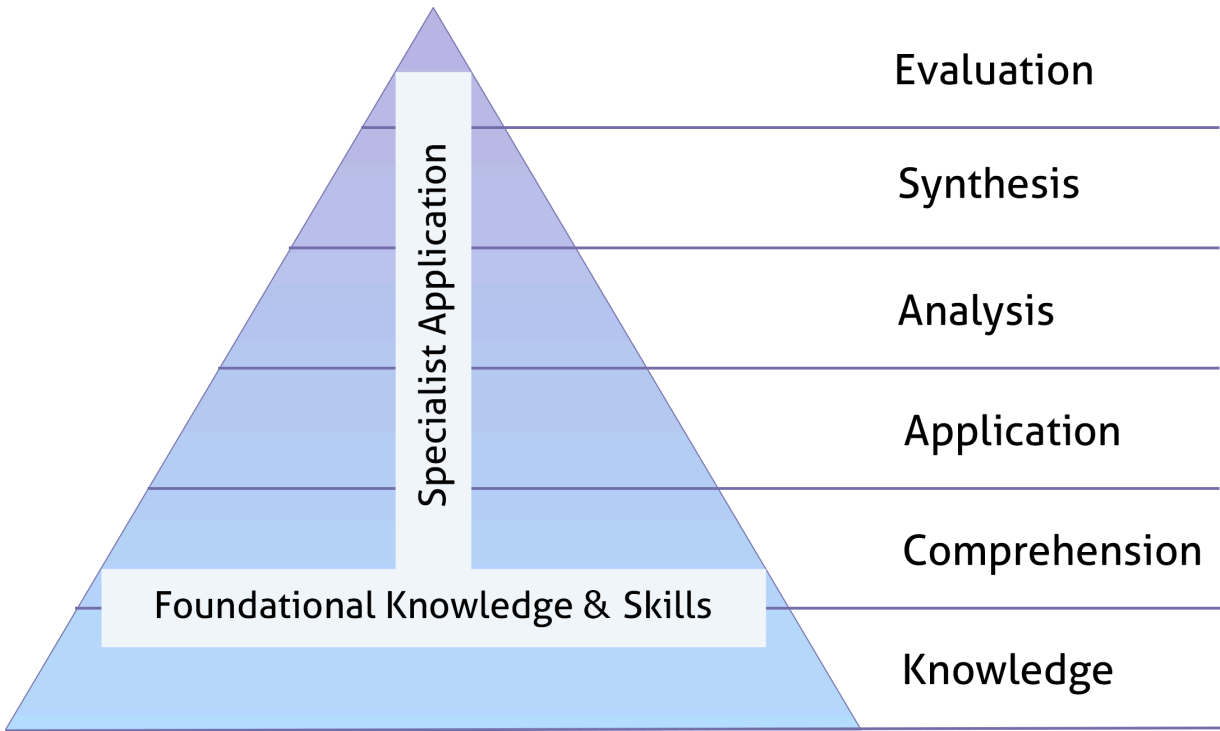 Evaluation
Synthesis
Analysis
Application
Comprehension
Knowledge
Specialist Application
Foundational Knowledge & Skills